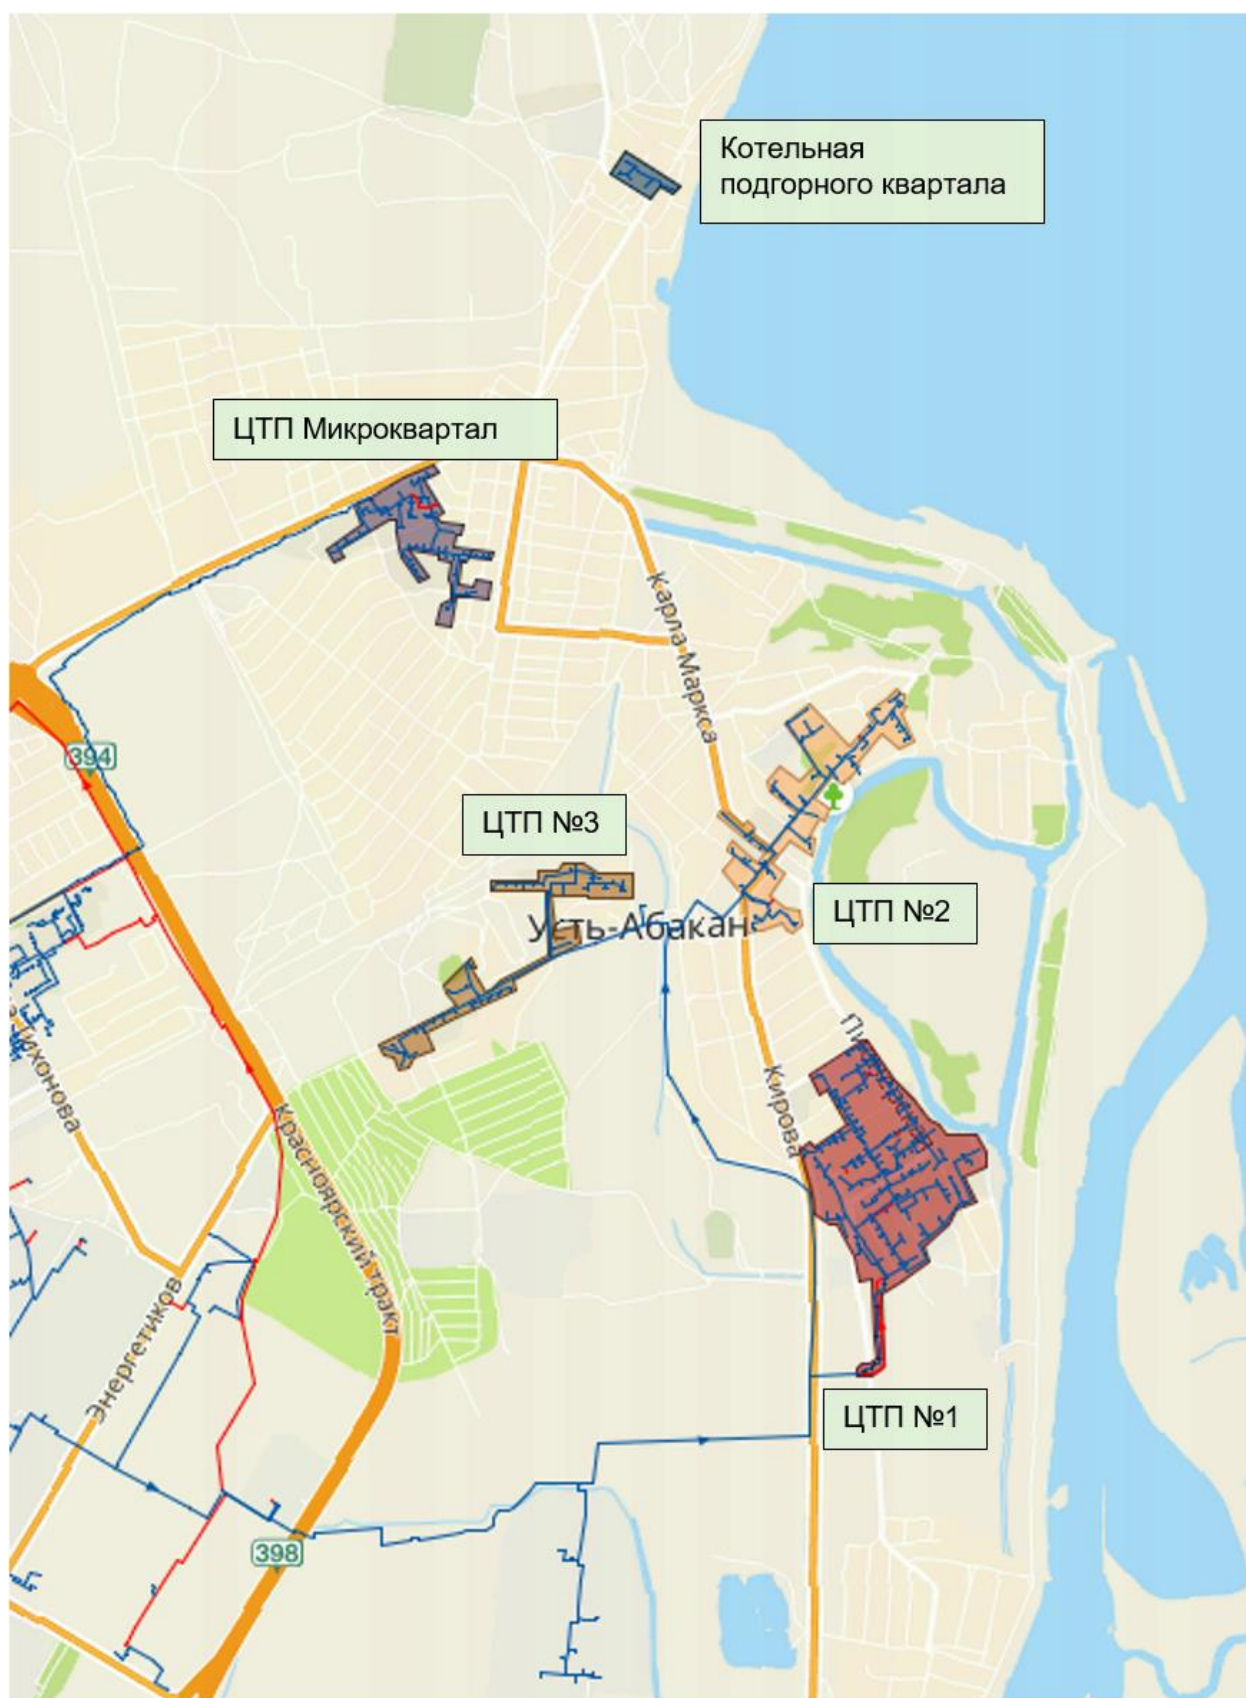 Котельная
подгорного квартала
ЦТП Микроквартал
Карла Маркса
394
ЦТП №3
ЦТП №2
Усть-Абакан
Кирова
Красноярский тракт
Энергетиков
ЦТП №1
398